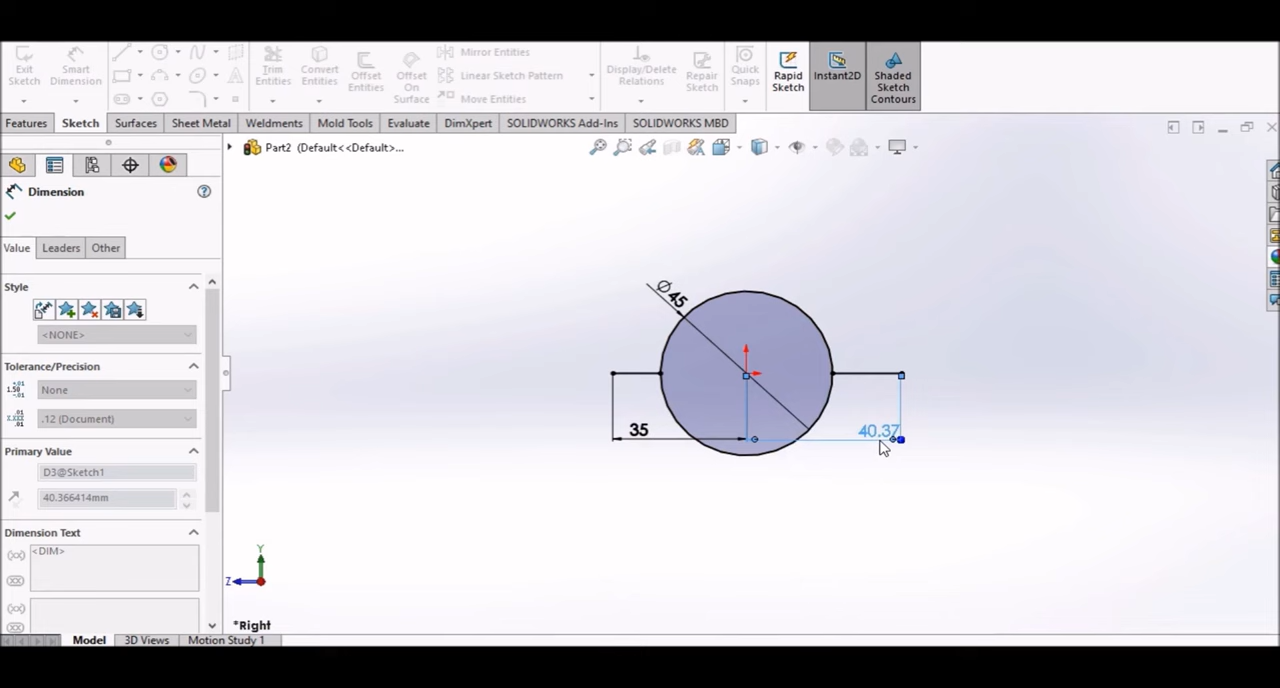 Exit Sketch
Smart Dimension
Trim Entities
Convert Entities
Offset Entities
Offset On Surface
Mirror Entities
Linear Sketch Pattern
Move Entities
Display/Delete Relations
Repair Sketch
Quick Snaps
Rapid Sketch
Instant2D
Shaded Sketch Contours
Features Sketch Surfaces Sheet Metal Weldments Mold Tools Evaluate DimXpert SOLIDWORKS Add-Ins SOLIDWORKS MBD
Part2 (Default<<Default>...
Dimension
Value Leaders Other
Style
<NONE>
Tolerance/Precision
None
.12 (Document)
Primary Value
D3@Sketch1
40.366414mm
Dimension Text
<DIM>
Ø45
35
40.37
Y
Z
*Right
Model 3D Views Motion Study 1